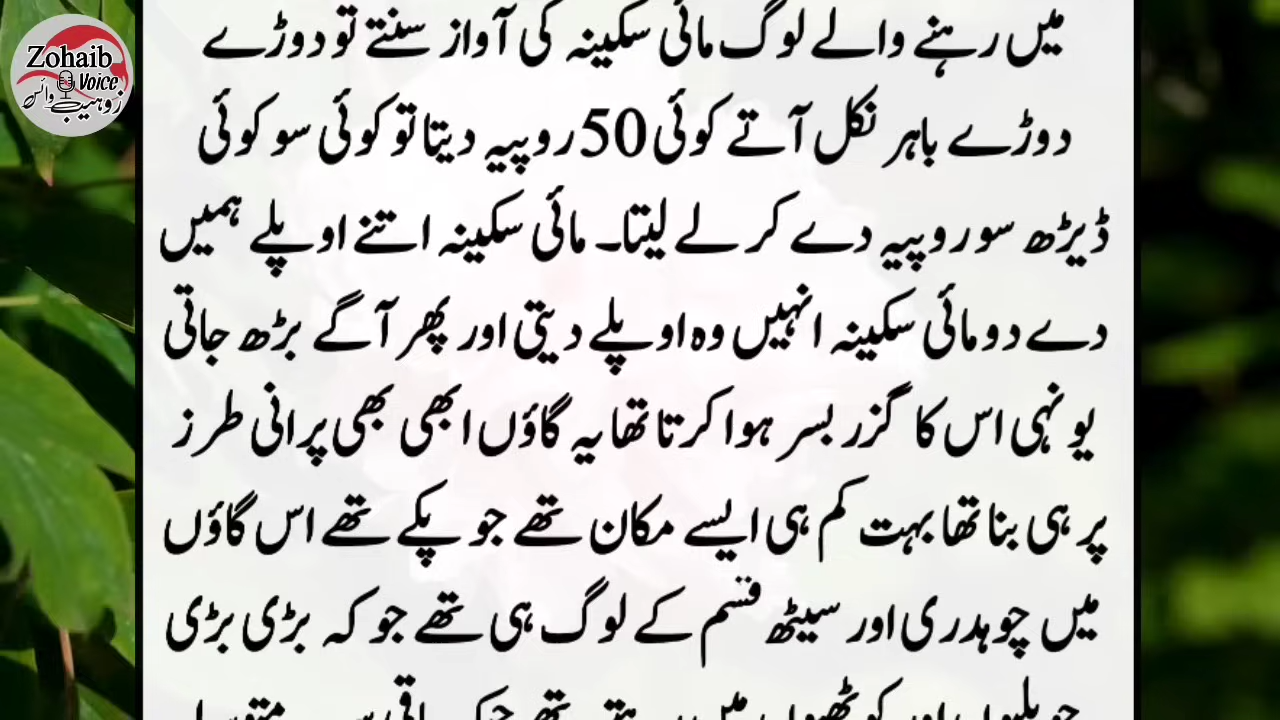 Zohaib
Voice
زوہیب وائس
میں رہنے والے لوگ مائی سکینہ کی آواز سنتے تو دوڑے
دوڑے باہر نکل آتے کوئی 50 روپیہ دیتا تو کوئی سو کوئی
ڈیڑھ سو روپیہ دے کر لے لیتا۔ مائی سکینہ اتنے اوپلے ہمیں
دے دو مائی سکینہ انہیں وہ اوپلے دیتی اور پھر آگے بڑھ جاتی
یونہی اس کا گزر بسر ہوا کرتا تھا یہ گاؤں ابھی بھی پرانی طرز
پر ہی بنا تھا بہت کم ہی ایسے مکان تھے جو پکے تھے اس گاؤں
میں چوہدری اور سیٹھ قسم کے لوگ ہی تھے جو کہ بڑی بڑی